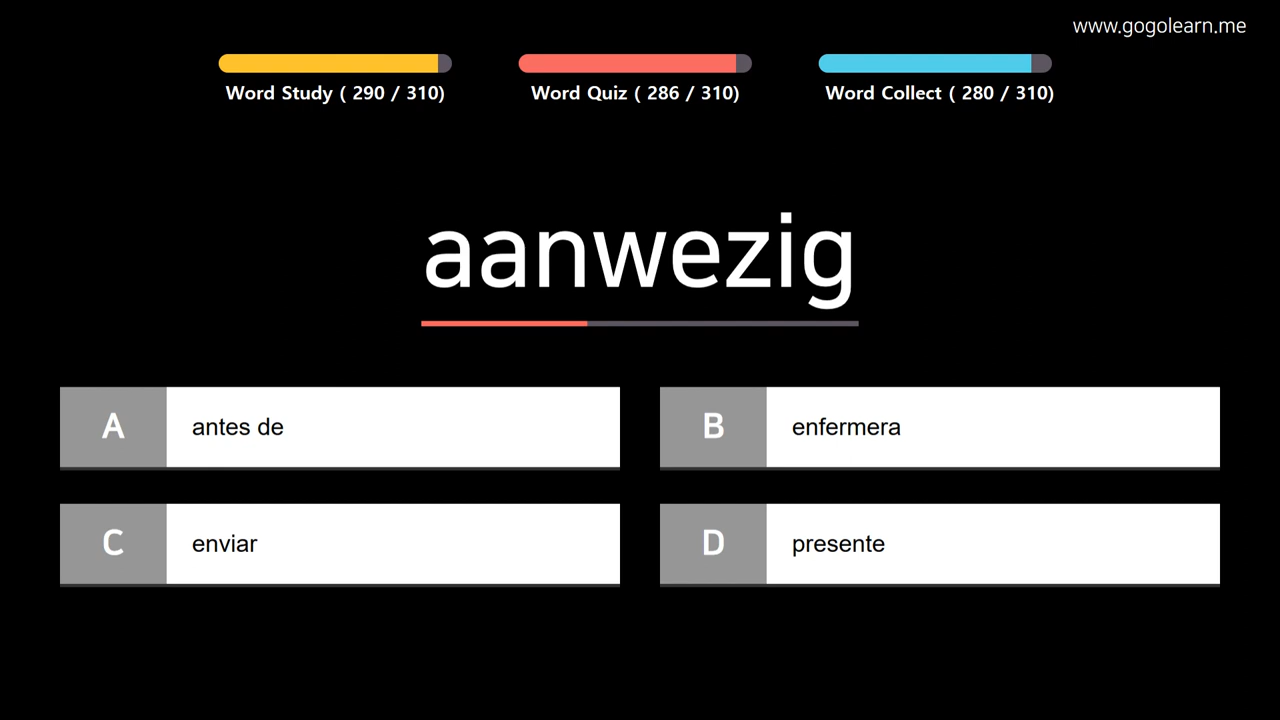 www.gogolearn.me
Word Study ( 290 / 310)
Word Quiz ( 286 / 310)
Word Collect ( 280 / 310)
aanwezig
A antes de
B enfermera
C enviar
D presente